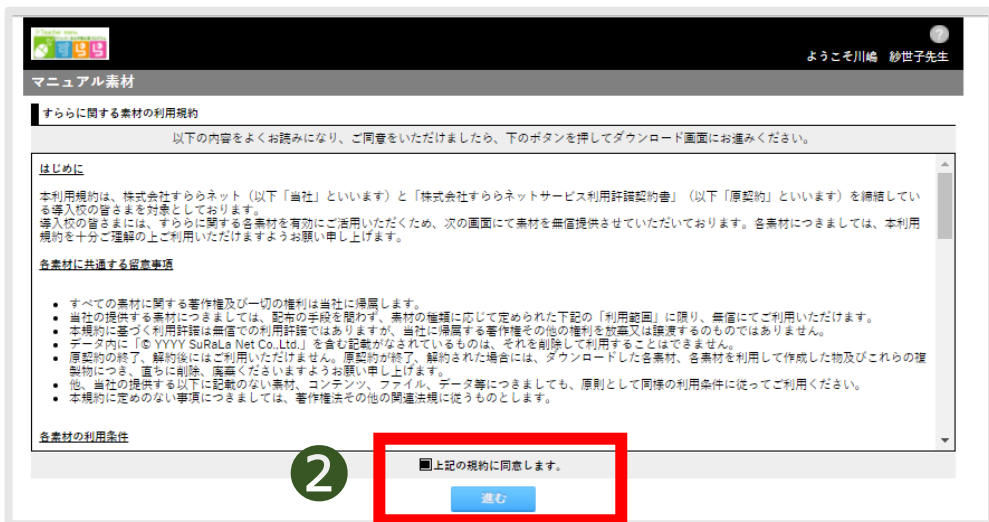 すらら
?
ようこそ川嶋 紗世子先生
マニュアル素材
すららに関する素材の利用規約
以下の内容をよくお読みになり、ご同意をいただけましたら、下のボタンを押してダウンロード画面にお進みください。
はじめに
本利用規約は、株式会社すららネット（以下「当社」といいます）と「株式会社すららネットサービス利用許諾契約書」（以下「原契約」といいます）を締結してい
る導入校の皆さまを対象としております。
導入校の皆さまには、すららに関する各素材を有効にご活用いただくため、次の画面にて素材を無償提供させていただいております。各素材につきましては、本利用
規約を十分ご理解の上ご利用いただけますようお願い申し上げます。
各素材に共通する留意事項
• すべての素材に関する著作権及び一切の権利は当社に帰属します。
• 当社の提供する素材につきましては、配布の手段を問わず、素材の種類に応じて定められた下記の「利用範囲」に限り、無償にてご利用いただけます。
• 本規約に基づく利用許諾は無償での利用許諾ではありますが、当社に帰属する著作権その他の権利を放棄又は譲渡するのものではありません。
• データ内に「© YYYY SuRaLa Net Co.,Ltd.」を含む記載がなされているものは、それを削除して利用することはできません。
• 原契約の終了、解約後にはご利用いただけません。原契約が終了、解約された場合には、ダウンロードした各素材、各素材を利用して作成した物及びこれらの複
製物につき、直ちに削除、廃棄くださいますようお願い申し上げます。
• 他、当社の提供する以下に記載のない素材、コンテンツ、ファイル、データ等につきましても、原則として同様の利用条件に従ってご利用ください。
• 本規約に定めのない事項につきましては、著作権法その他の関連法規に従うものとします。
各素材の利用条件
2
上記の規約に同意します。
進む